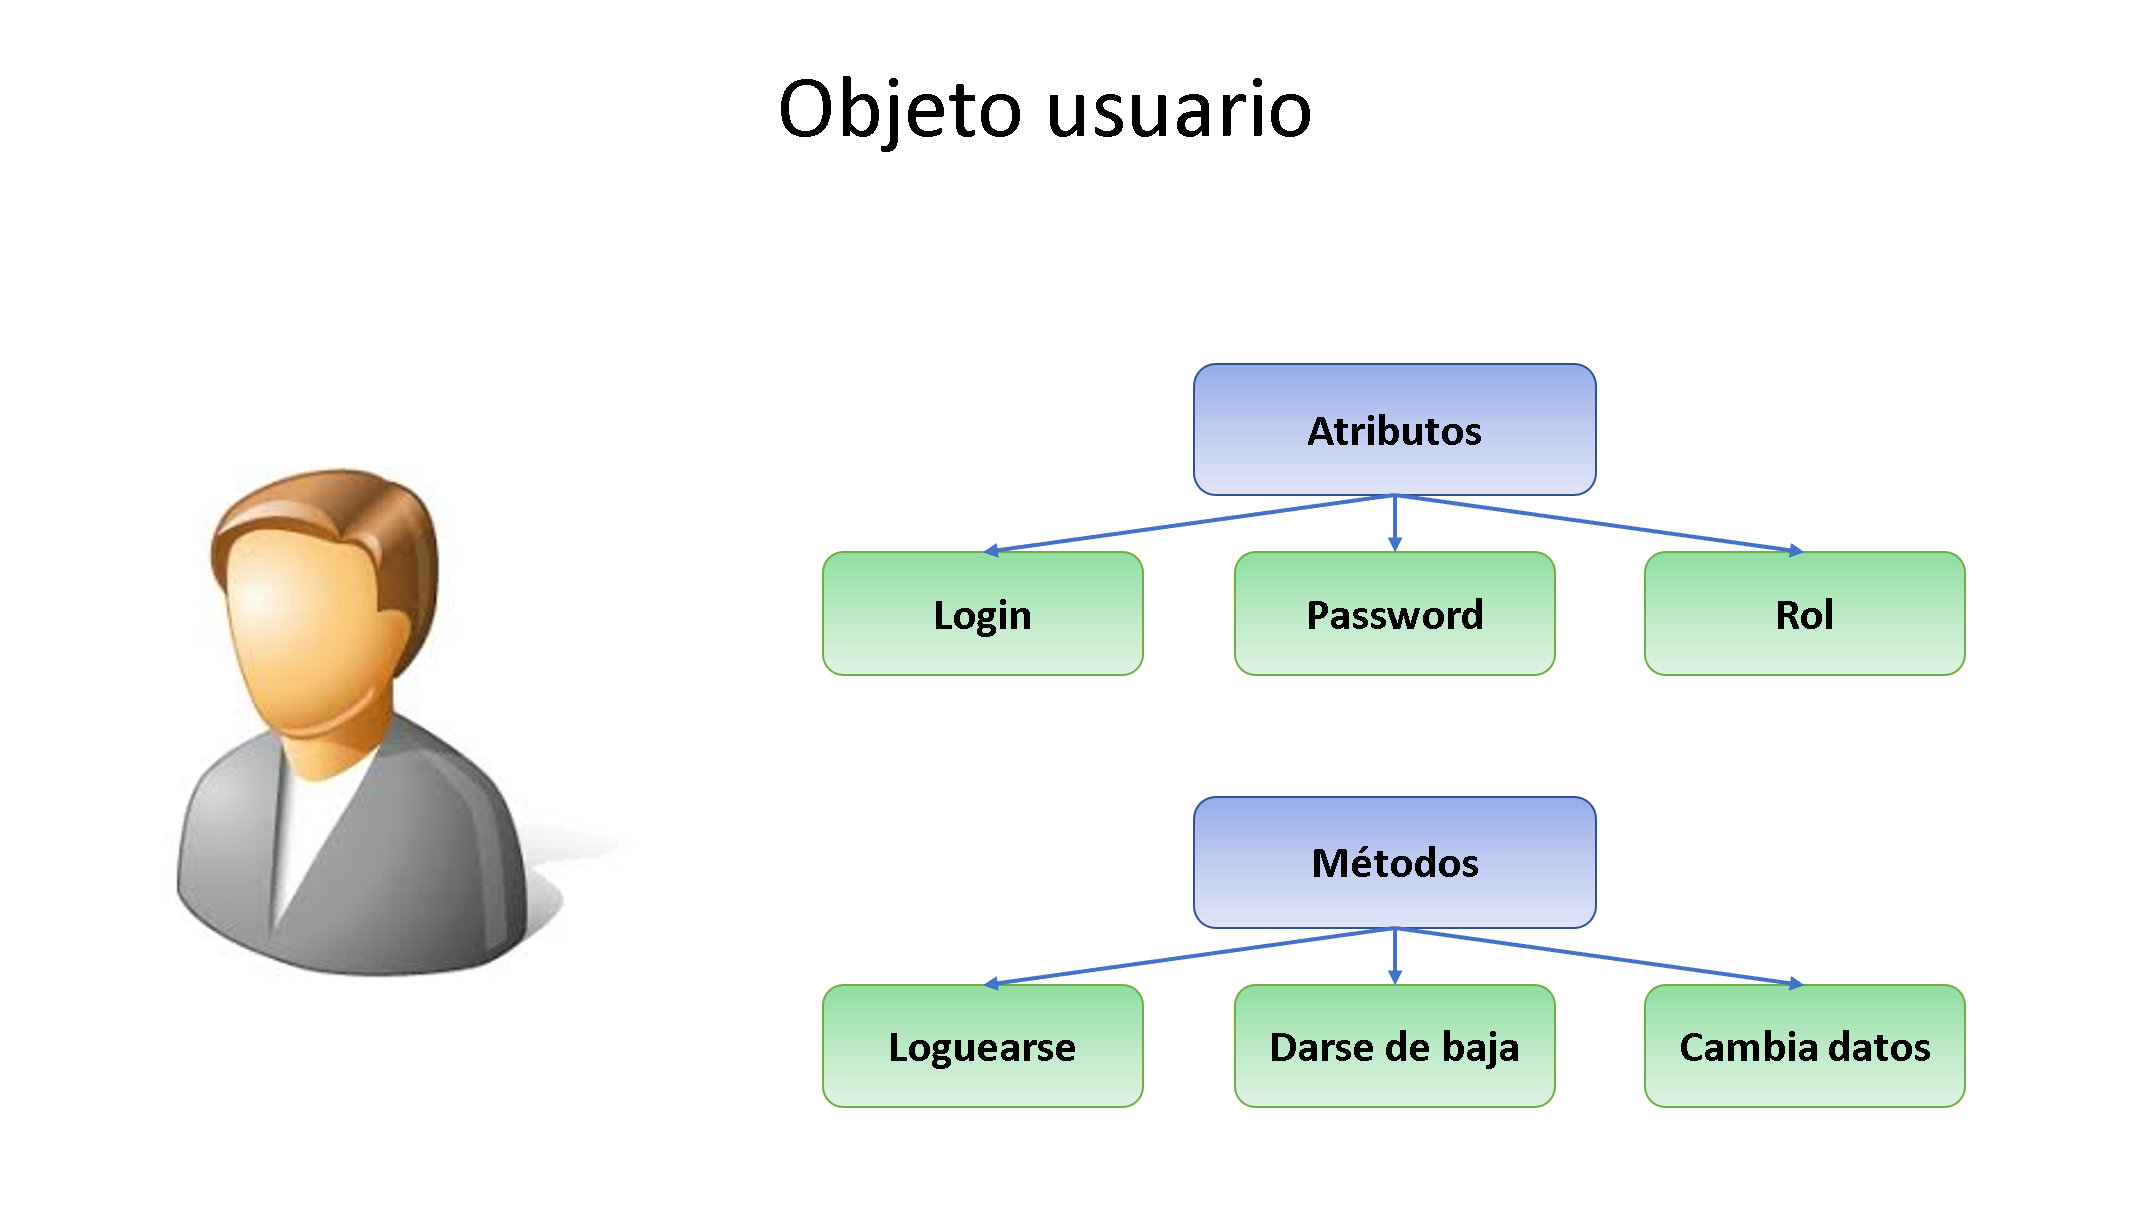 Objeto usuario
Atributos
Login
Password
Rol
Métodos
Loguearse
Darse de baja
Cambia datos